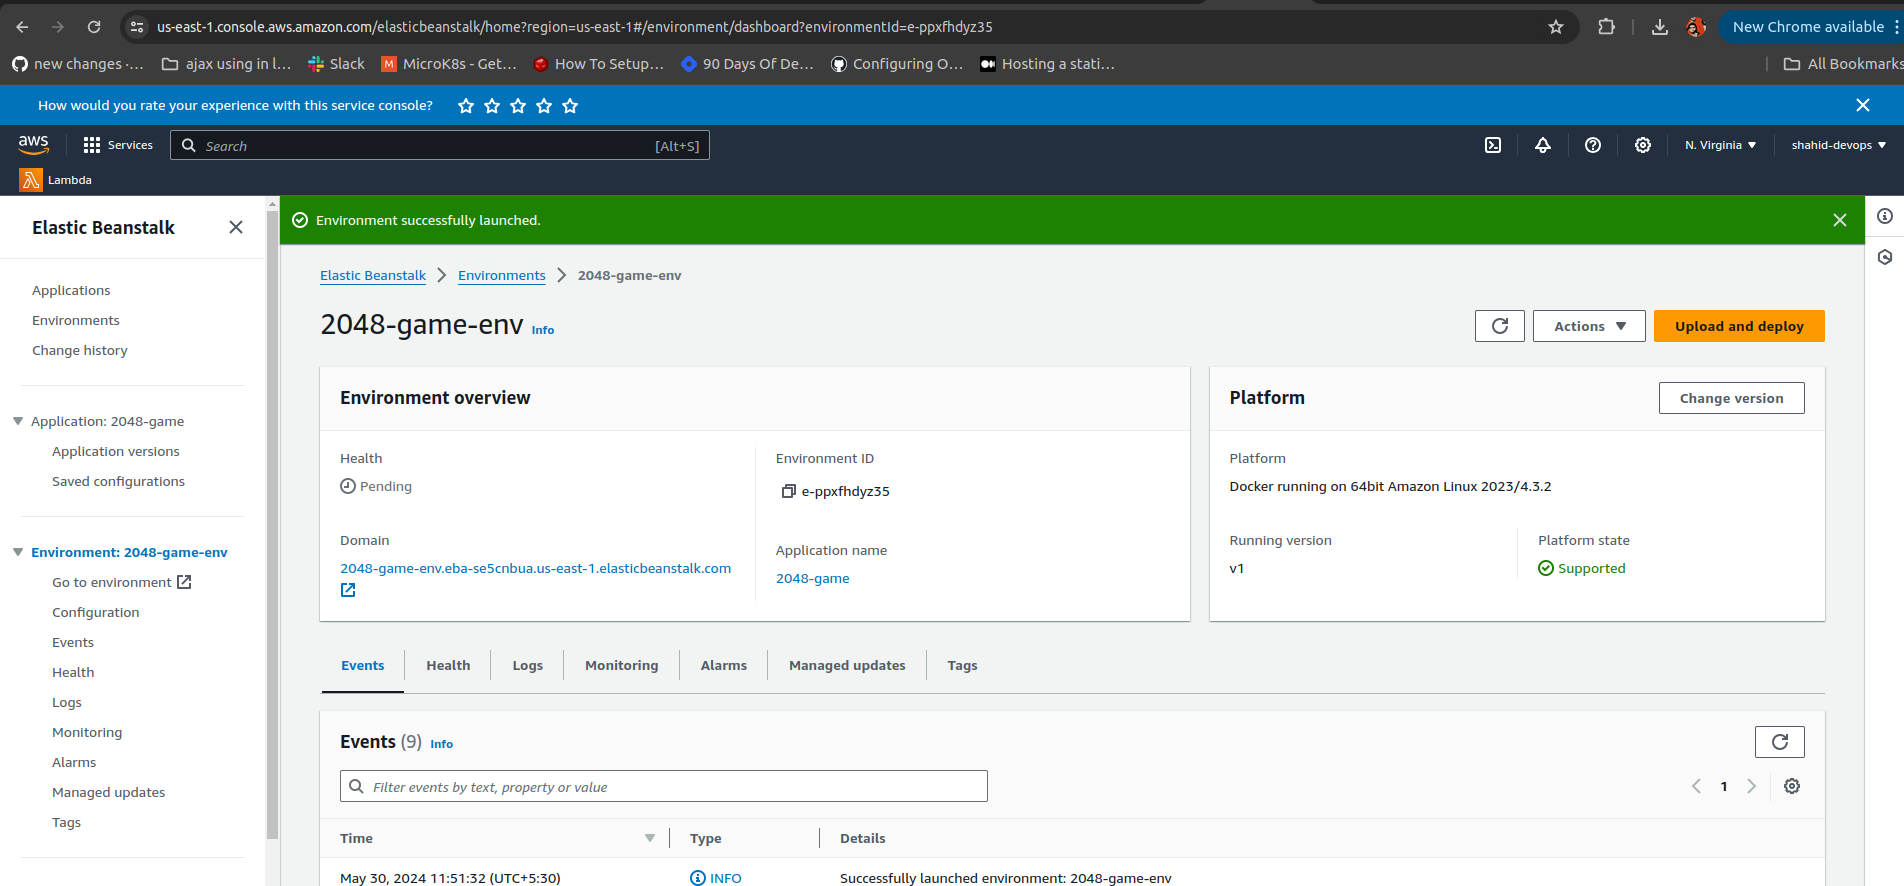 us-east-1.console.aws.amazon.com/elasticbeanstalk/home?region=us-east-1#/environment/dashboard?environmentId=e-ppxfhdyz35
New Chrome available
new changes ·... ajax using in l... Slack MicroK8s - Get... How To Setup... 90 Days Of De... Configuring O... Hosting a stati... All Bookmarks
How would you rate your experience with this service console?
aws Services Search [Alt+S] N. Virginia shahid-devops
Lambda
Elastic Beanstalk
Applications
Environments
Change history
Application: 2048-game
Application versions
Saved configurations
Environment: 2048-game-env
Go to environment
Configuration
Events
Health
Logs
Monitoring
Alarms
Managed updates
Tags
Environment successfully launched.
Elastic Beanstalk Environments 2048-game-env
2048-game-env Info
Actions Upload and deploy
Environment overview
Health
Pending
Domain
2048-game-env.eba-se5cnbua.us-east-1.elasticbeanstalk.com
Environment ID
e-ppxfhdyz35
Application name
2048-game
Platform Change version
Platform
Docker running on 64bit Amazon Linux 2023/4.3.2
Running version
v1
Platform state
Supported
Events Health Logs Monitoring Alarms Managed updates Tags
Events (9) Info
Filter events by text, property or value
1
Time Type Details
May 30, 2024 11:51:32 (UTC+5:30) INFO Successfully launched environment: 2048-game-env